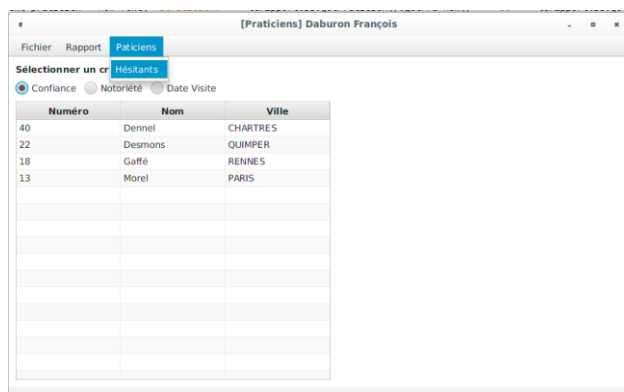 [Praticiens] Daburon François
Fichier Rapport Paticiens
Sélectionner un cr Hésitants
Confiance Notoriété Date Visite
Numéro Nom Ville
40 Dennel CHARTRES
22 Desmons QUIMPER
18 Gaffé RENNES
13 Morel PARIS